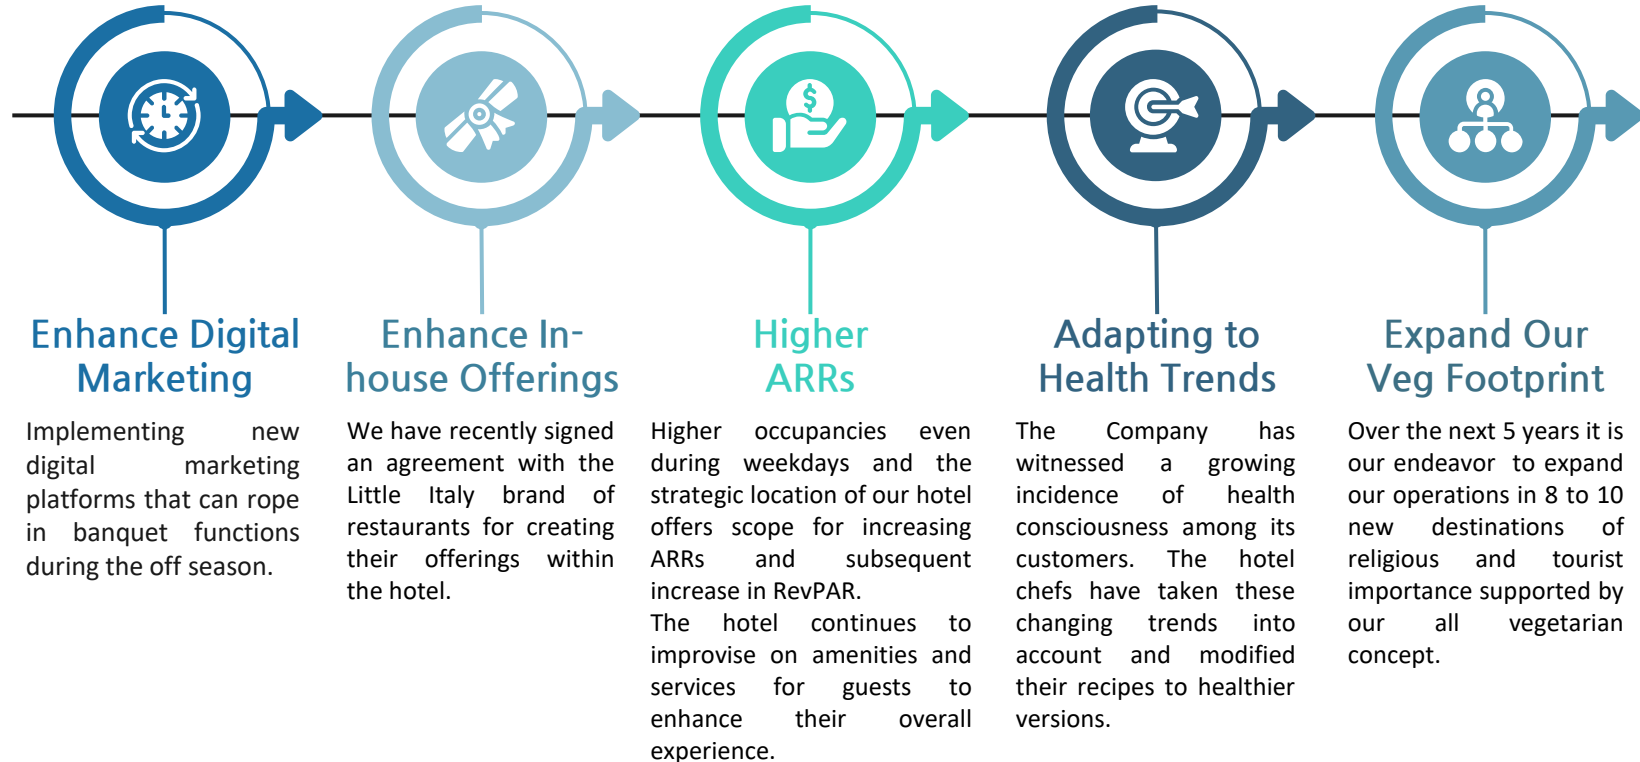 Enhance Digital
Marketing
Implementing new
digital marketing
platforms that can rope
in banquet functions
during the off season.
Enhance In-
house Offerings
We have recently signed
an agreement with the
Little Italy brand of
restaurants for creating
their offerings within
the hotel.
Higher
ARRs
Higher occupancies even
during weekdays and the
strategic location of our hotel
offers scope for increasing
ARRs and subsequent
increase in RevPAR.
The hotel continues to
improvise on amenities and
services for guests to
enhance their overall
experience.
Adapting to
Health Trends
The Company has
witnessed a growing
incidence of health
consciousness among its
customers. The hotel
chefs have taken these
changing trends into
account and modified
their recipes to healthier
versions.
Expand Our
Veg Footprint
Over the next 5 years it is
our endeavor to expand
our operations in 8 to 10
new destinations of
religious and tourist
importance supported by
our all vegetarian
concept.